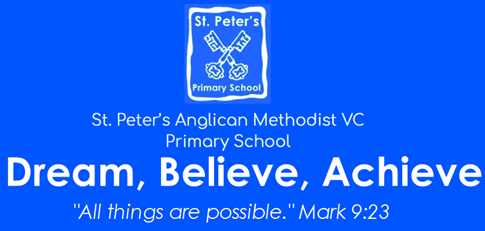 St. Peter's
Primary School
St. Peter's Anglican Methodist VC
Primary School
Dream, Believe, Achieve
"All things are possible." Mark 9:23